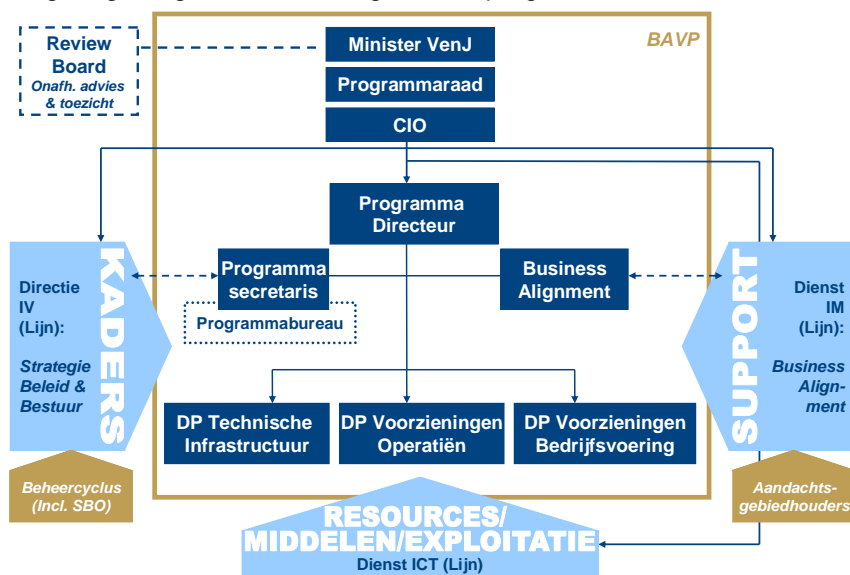 Review
Board
Onafh. advies
& toezicht
Minister VenJ
BAVP
Programmaraad
CIO
Programma
Directeur
KADERS
Directie
IV
(Lijn):
Strategie
Beleid &
Bestuur
Programma
secretaris
Programmabureau
Business
Alignment
SUPPORT
Dienst
IM
(Lijn):
Business
Align-
ment
DP Technische
Infrastructuur
DP Voorzieningen
Operatiën
DP Voorzieningen
Bedrijfsvoering
Beheercyclus
(Incl. SBO)
Aandachts-
gebiedhouders
RESOURCES/
MIDDELEN/EXPLOITATIE
Dienst ICT (Lijn)